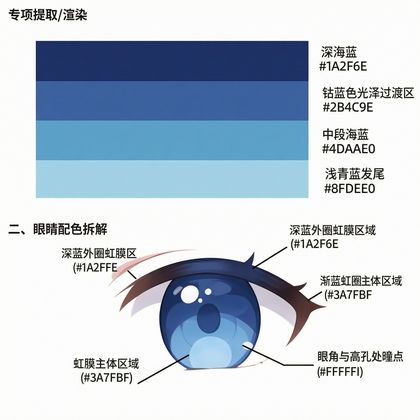 专项提取/渲染
深海蓝
#1A2F6E
钴蓝色光泽过渡区
#2B4C9E
中段海蓝
#4DAAE0
浅青蓝发尾
#8FDEE0
二、眼睛配色拆解
深蓝外圈虹膜区域
(#1A2F6E)
深蓝外圈虹膜区
(#1A2FFE
渐蓝虹圈主体区域
(#3A7FBF
虹膜主体区域
(#3A7FBF)
眼角与高孔处瞳点
(#FFFFFI)